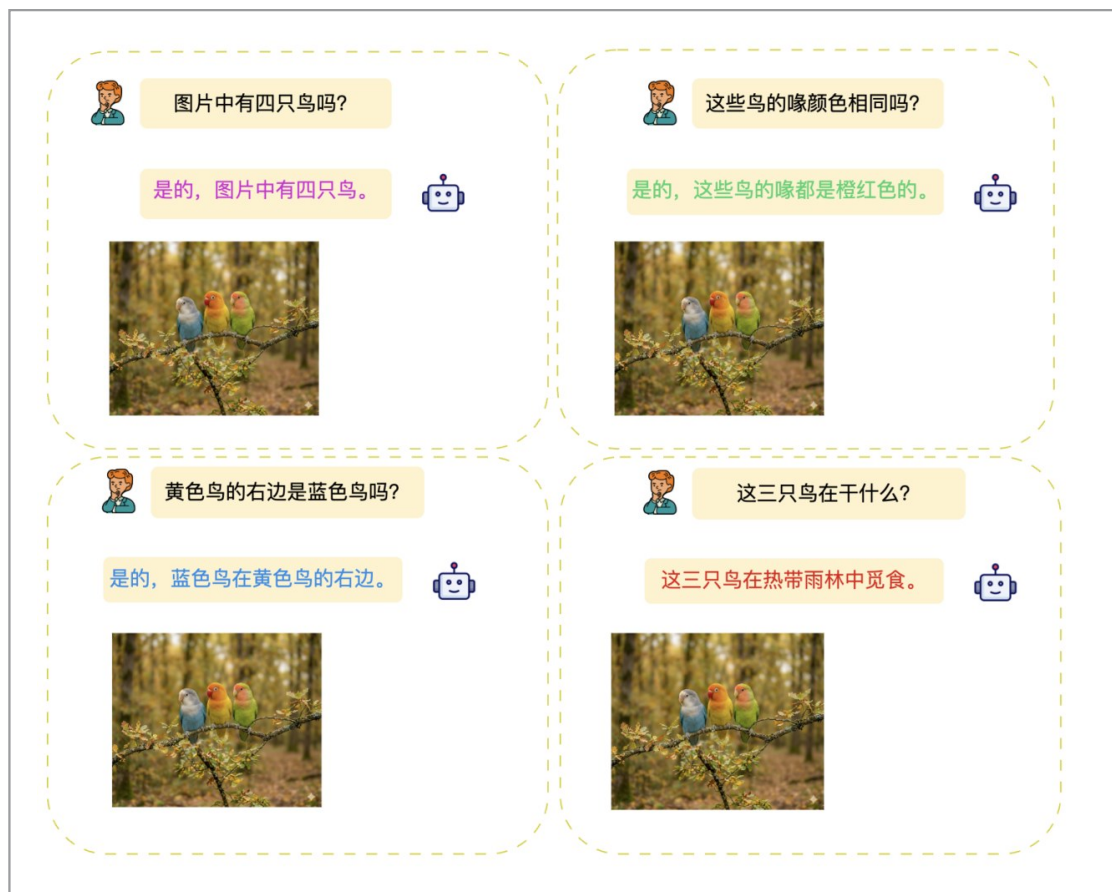 图片中有四只鸟吗？
是的，图片中有四只鸟。
这些鸟的喙颜色相同吗？
是的，这些鸟的喙都是橙红色的。
黄色鸟的右边是蓝色鸟吗？
是的，蓝色鸟在黄色鸟的右边。
这三只鸟在干什么？
这三只鸟在热带雨林中觅食。